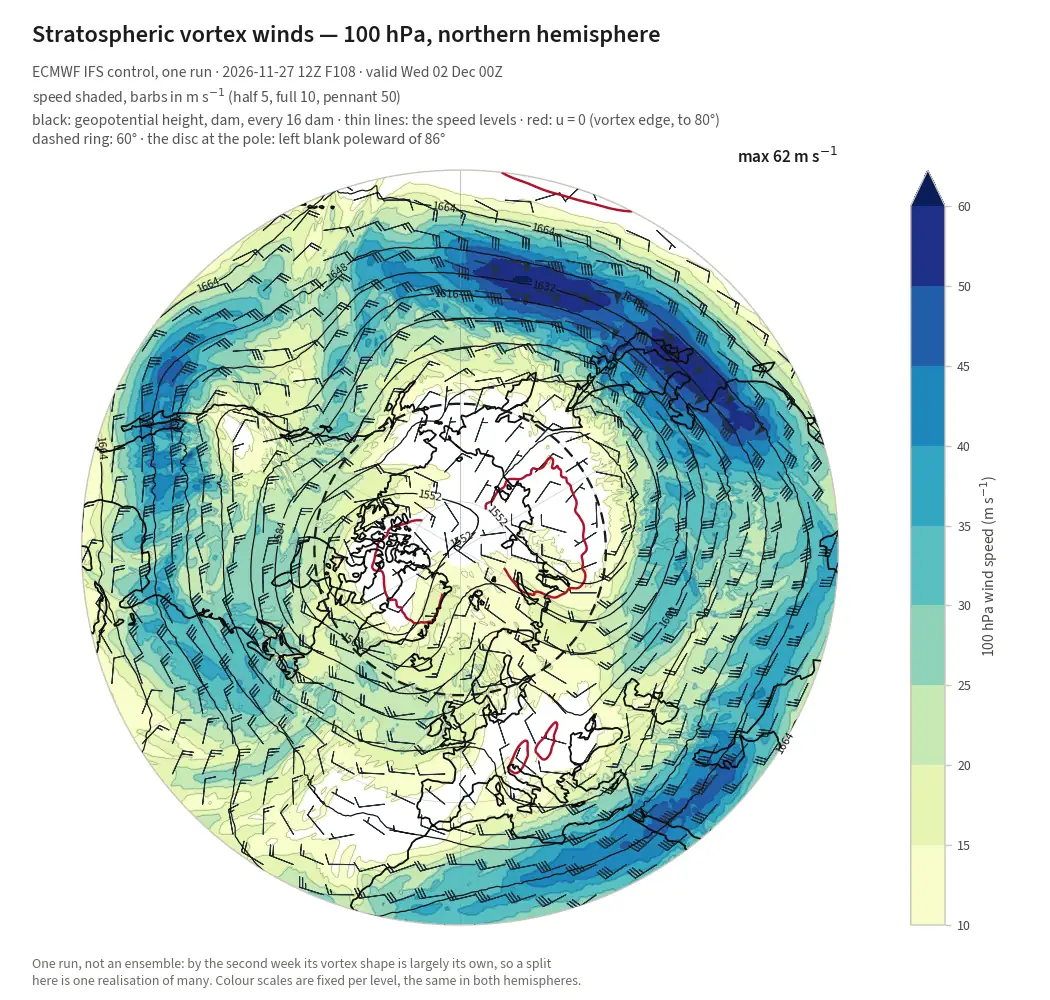 Stratospheric vortex winds — 100 hPa, northern hemisphere
ECMWF IFS control, one run · 2026-11-27 12Z F108 · valid Wed 02 Dec 00Z
speed shaded, barbs in m s⁻¹ (half 5, full 10, pennant 50)
black: geopotential height, dam, every 16 dam · thin lines: the speed levels · red: u = 0 (vortex edge, to 80°)
dashed ring: 60° · the disc at the pole: left blank poleward of 86°
max 62 m s⁻¹
1664
1664
1648
1664
1632
1616
1552
1552
1552
1664
60
50
45
40
35
30
25
20
15
10
100 hPa wind speed (m s⁻¹)
One run, not an ensemble: by the second week its vortex shape is largely its own, so a split
here is one realisation of many. Colour scales are fixed per level, the same in both hemispheres.